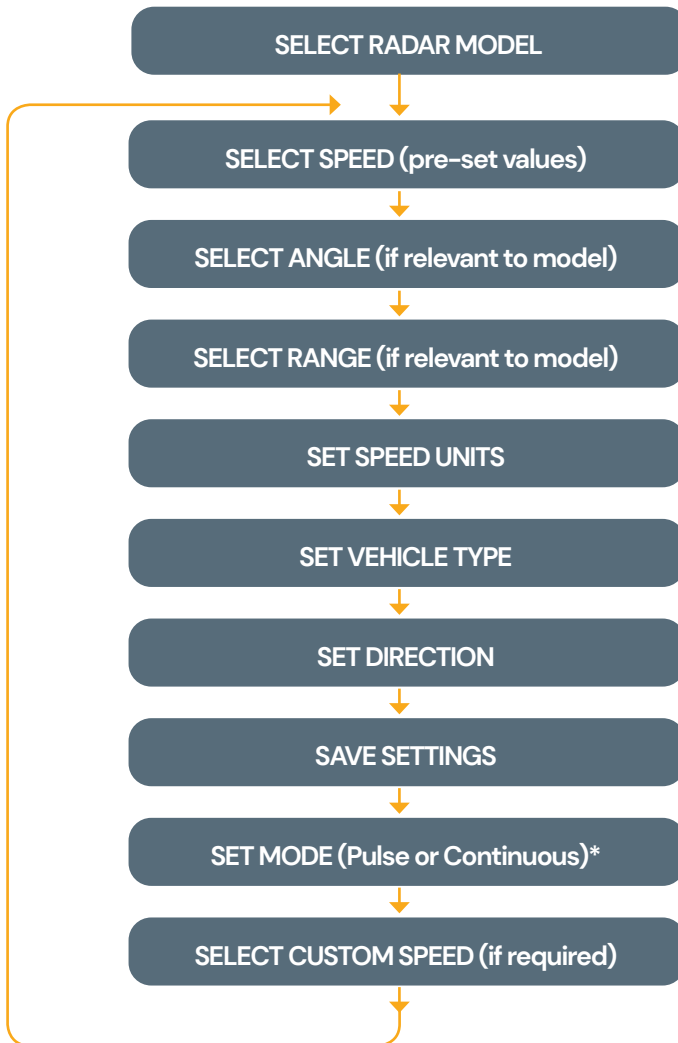 SELECT RADAR MODEL
SELECT SPEED (pre-set values)
SELECT ANGLE (if relevant to model)
SELECT RANGE (if relevant to model)
SET SPEED UNITS
SET VEHICLE TYPE
SET DIRECTION
SAVE SETTINGS
SET MODE (Pulse or Continuous)*
SELECT CUSTOM SPEED (if required)